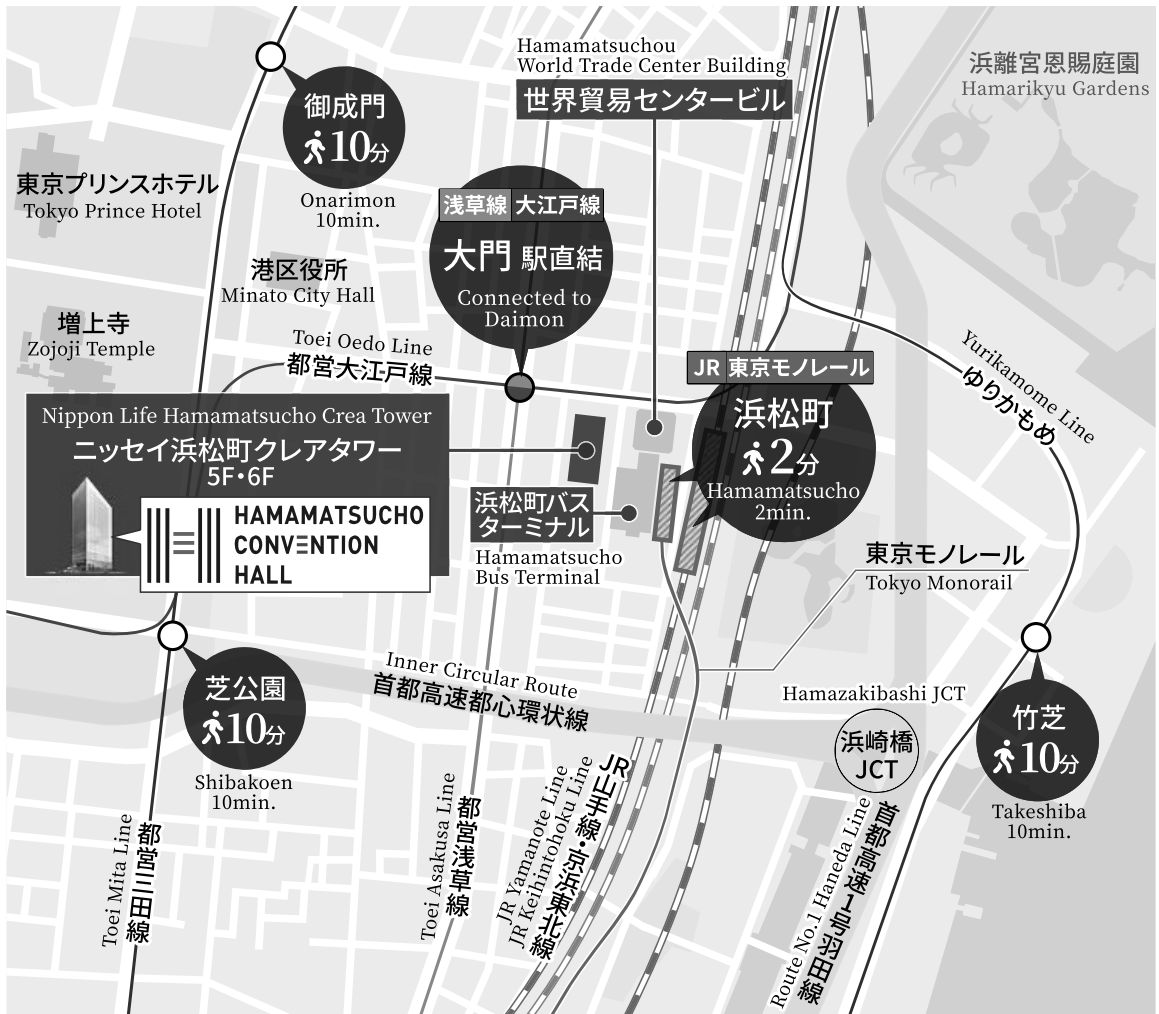 Hamamatsuchou
World Trade Center Building
世界貿易センタービル
浜離宮恩賜庭園
Hamarikyu Gardens
御成門
10分
Onarimon
10min.
東京プリンスホテル
Tokyo Prince Hotel
浅草線 大江戸線
大門 駅直結
Connected to
Daimon
港区役所
Minato City Hall
増上寺
Zojoji Temple
Toei Oedo Line
都営大江戸線
JR 東京モノレール
浜松町
2分
Hamamatsucho
2min.
Yurikamome Line
ゆりかもめ
Nippon Life Hamamatsucho Crea Tower
ニッセイ浜松町クレアタワー
5F・6F
HAMAMATSUCHO
CONVENTION
HALL
浜松町バス
ターミナル
Hamamatsucho
Bus Terminal
東京モノレール
Tokyo Monorail
Inner Circular Route
首都高速都心環状線
芝公園
10分
Shibakoen
10min.
Hamazakibashi JCT
浜崎橋
JCT
竹芝
10分
Takeshiba
10min.
Toei Mita Line
都営三田線
Toei Asakusa Line
都営浅草線
JR Yamanote Line
JR Keihintohoku Line
JR山手線・京浜東北線
Route No.1 Haneda Line
首都高速1号羽田線